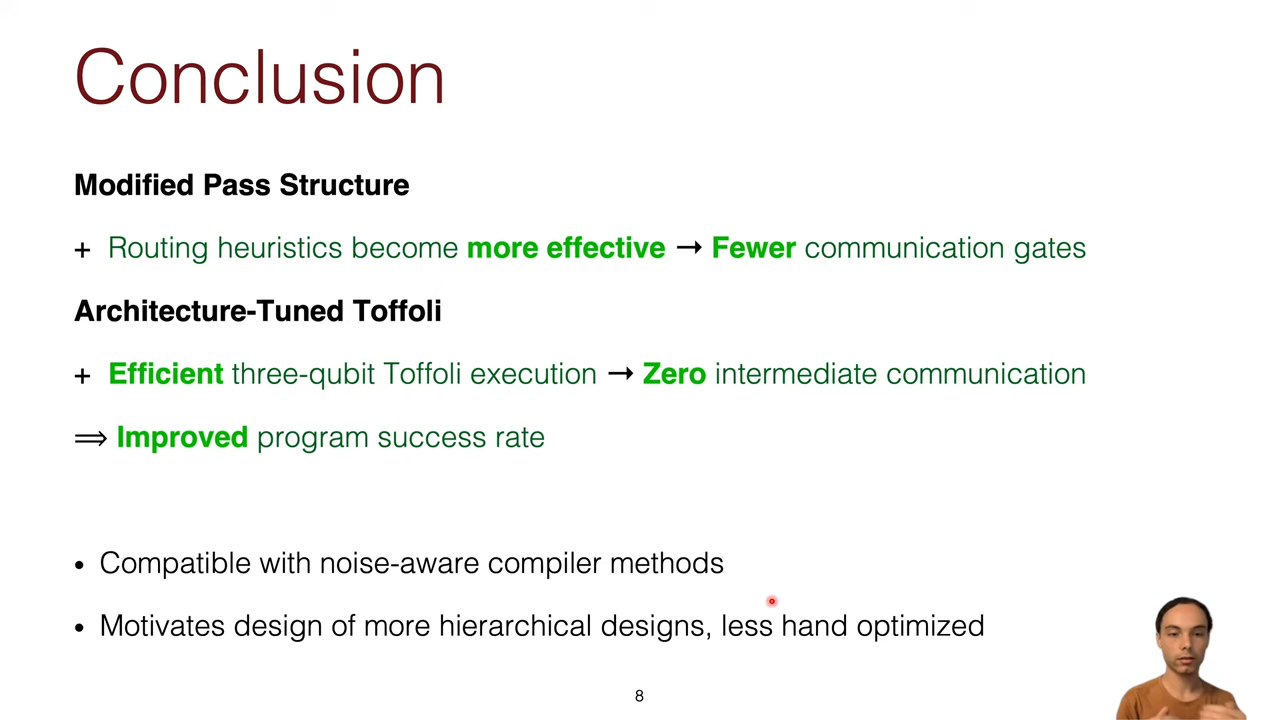 Conclusion
Modified Pass Structure
+ Routing heuristics become more effective → Fewer communication gates
Architecture-Tuned Toffoli
+ Efficient three-qubit Toffoli execution → Zero intermediate communication
⟹ Improved program success rate
• Compatible with noise-aware compiler methods
• Motivates design of more hierarchical designs, less hand optimized
8